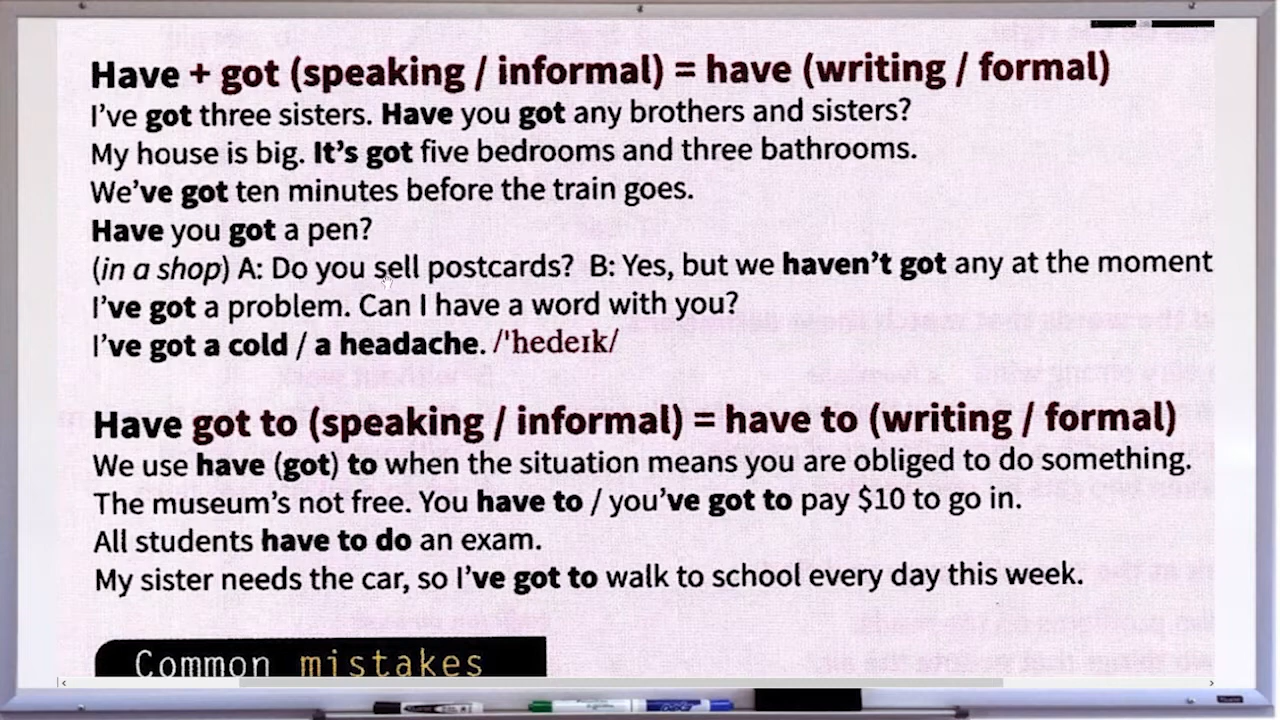 Have + got (speaking / informal) = have (writing / formal)
I've got three sisters. Have you got any brothers and sisters?
My house is big. It's got five bedrooms and three bathrooms.
We've got ten minutes before the train goes.
Have you got a pen?
(in a shop) A: Do you sell postcards? B: Yes, but we haven't got any at the moment
I've got a problem. Can I have a word with you?
I've got a cold / a headache. /'hedeɪk/
Have got to (speaking / informal) = have to (writing / formal)
We use have (got) to when the situation means you are obliged to do something.
The museum's not free. You have to / you've got to pay $10 to go in.
All students have to do an exam.
My sister needs the car, so I've got to walk to school every day this week.
Common mistakes